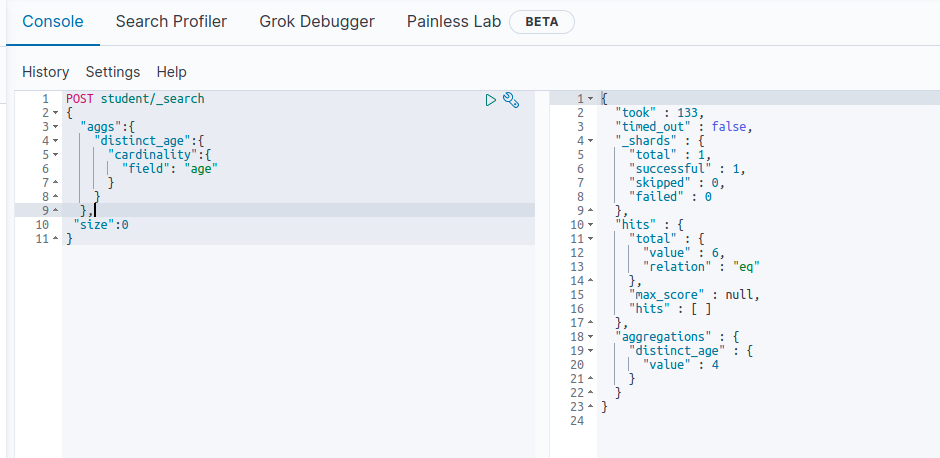 Console Search Profiler Grok Debugger Painless Lab BETA
History Settings Help
1 POST student/_search
2 {
3 "aggs":{
4 "distinct_age":{
5 "cardinality":{
6 "field": "age"
7 }
8 }
9 },
10 "size":0
11 }
1 {
2 "took" : 133,
3 "timed_out" : false,
4 "_shards" : {
5 "total" : 1,
6 "successful" : 1,
7 "skipped" : 0,
8 "failed" : 0
9 },
10 "hits" : {
11 "total" : {
12 "value" : 6,
13 "relation" : "eq"
14 },
15 "max_score" : null,
16 "hits" : [ ]
17 },
18 "aggregations" : {
19 "distinct_age" : {
20 "value" : 4
21 }
22 }
23 }
24